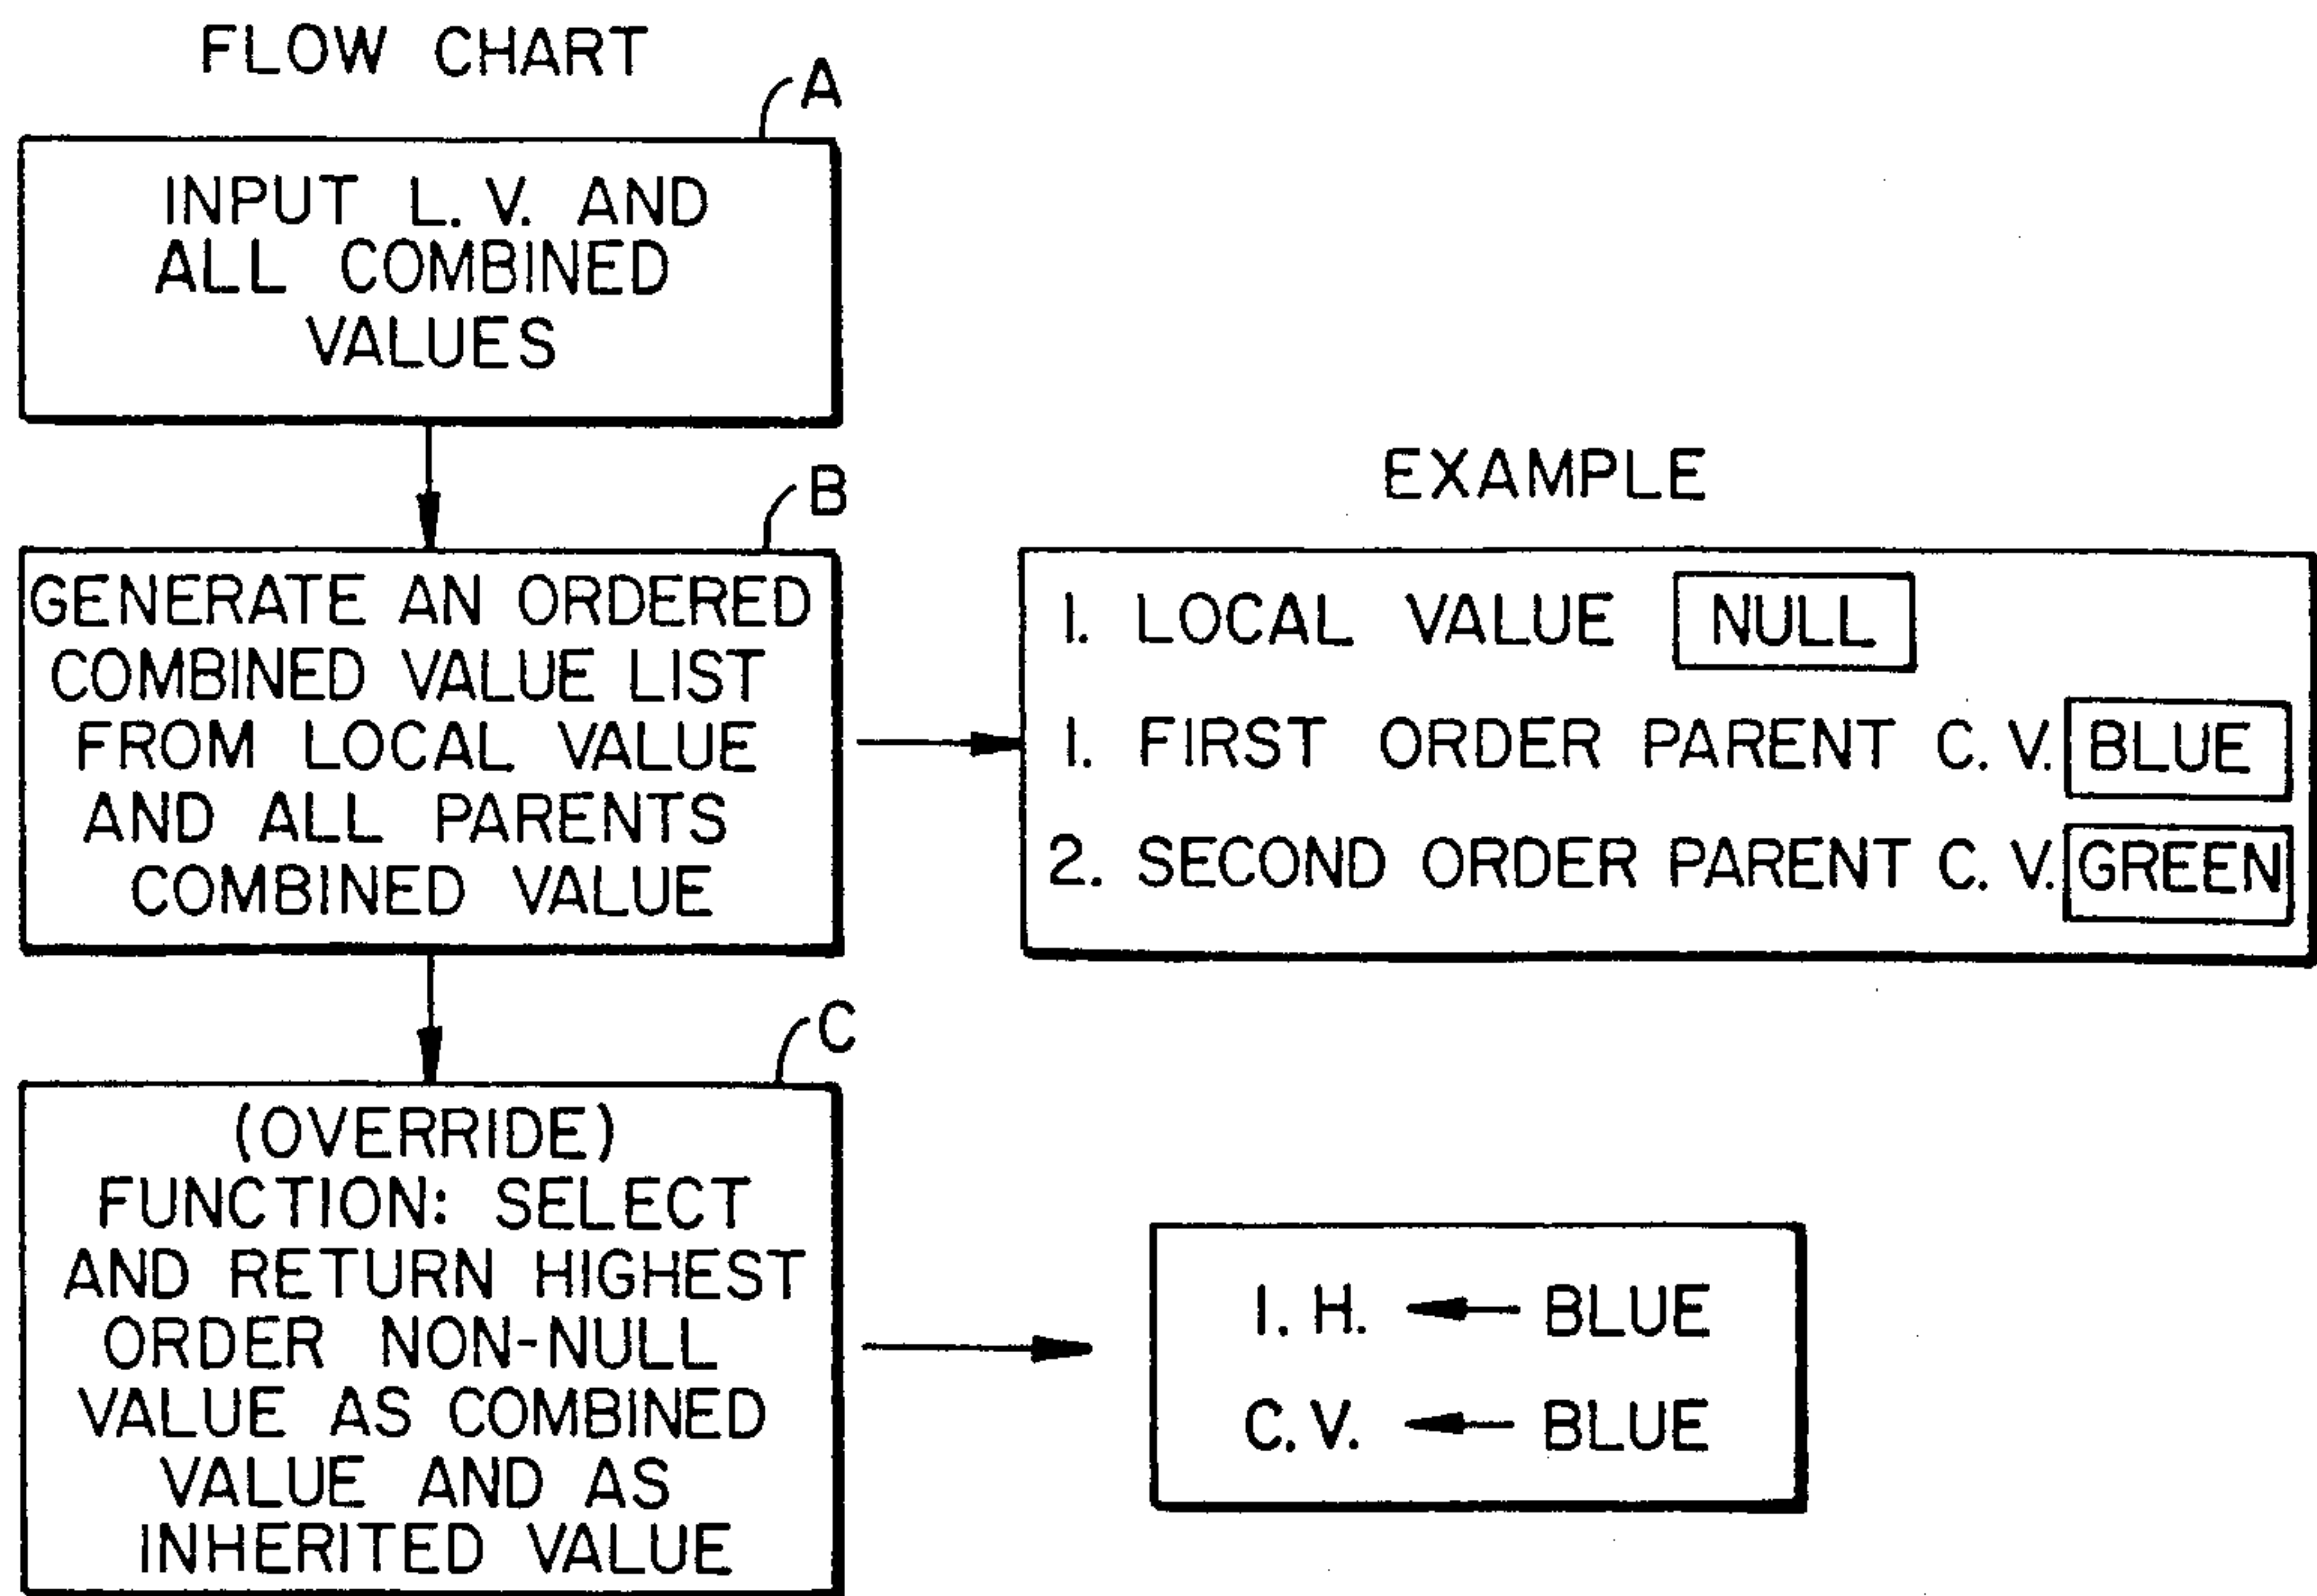 FLOW CHART
A
INPUT L. V. AND
ALL COMBINED
VALUES
B
GENERATE AN ORDERED
COMBINED VALUE LIST
FROM LOCAL VALUE
AND ALL PARENTS
COMBINED VALUE
EXAMPLE
1. LOCAL VALUE NULL
1. FIRST ORDER PARENT C. V. BLUE
2. SECOND ORDER PARENT C. V. GREEN
C
(OVERRIDE)
FUNCTION: SELECT
AND RETURN HIGHEST
ORDER NON-NULL
VALUE AS COMBINED
VALUE AND AS
INHERITED VALUE
I. H. ← BLUE
C. V. ← BLUE